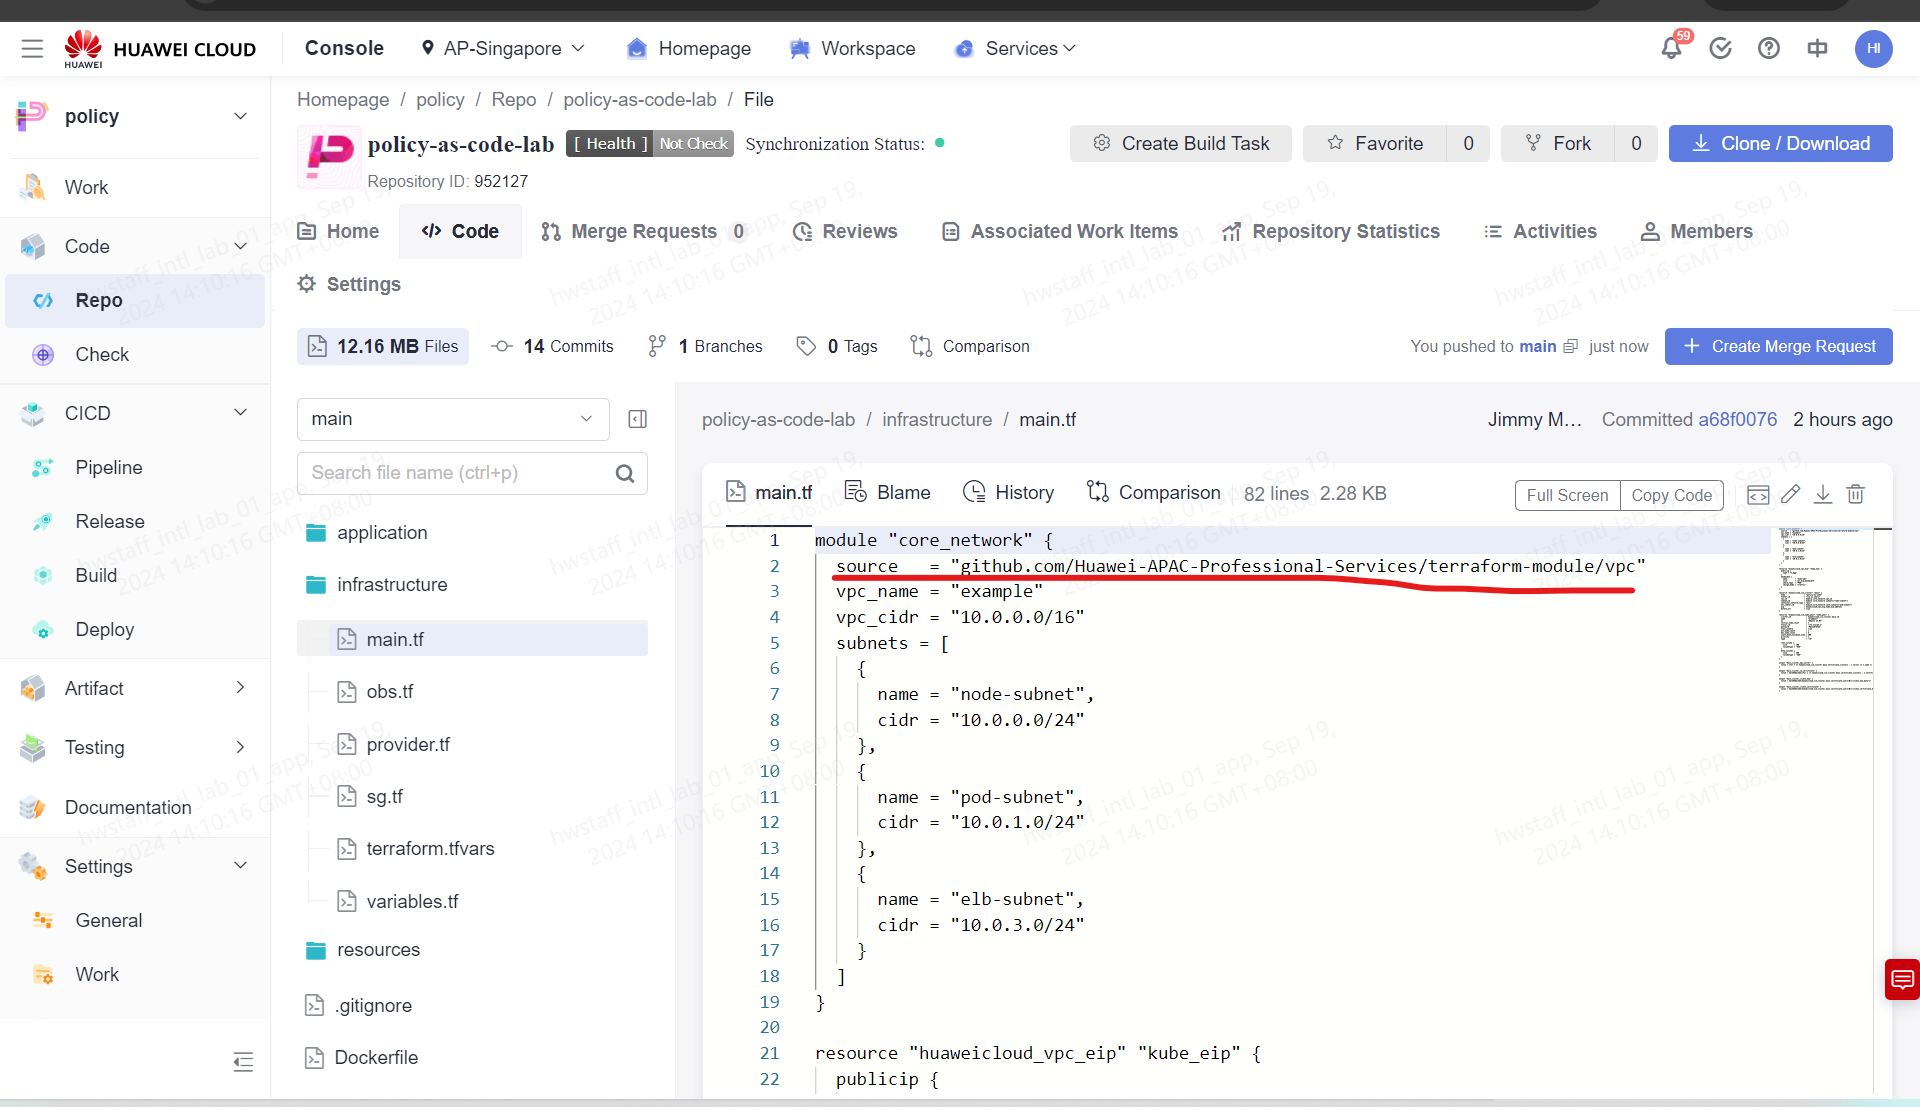 HUAWEI
HUAWEI CLOUD
Console
AP-Singapore
Homepage
Workspace
Services
59
HI
policy
Work
Code
Repo
Check
CICD
Pipeline
Release
Build
Deploy
Artifact
Testing
Documentation
Settings
General
Work
Homepage / policy / Repo / policy-as-code-lab / File
policy-as-code-lab
[ Health ] Not Check
Synchronization Status:
Repository ID: 952127
Create Build Task
Favorite 0
Fork 0
Clone / Download
Home
Code
Merge Requests 0
Reviews
Associated Work Items
Repository Statistics
Activities
Members
Settings
12.16 MB Files
14 Commits
1 Branches
0 Tags
Comparison
You pushed to main just now
Create Merge Request
main
Search file name (ctrl+p)
application
infrastructure
main.tf
obs.tf
provider.tf
sg.tf
terraform.tfvars
variables.tf
resources
.gitignore
Dockerfile
policy-as-code-lab / infrastructure / main.tf
Jimmy M... Committed a68f0076 2 hours ago
main.tf
Blame
History
Comparison
82 lines 2.28 KB
Full Screen
Copy Code
1 module "core_network" {
2 source = "github.com/Huawei-APAC-Professional-Services/terraform-module/vpc"
3 vpc_name = "example"
4 vpc_cidr = "10.0.0.0/16"
5 subnets = [
6 {
7 name = "node-subnet",
8 cidr = "10.0.0.0/24"
9 },
10 {
11 name = "pod-subnet",
12 cidr = "10.0.1.0/24"
13 },
14 {
15 name = "elb-subnet",
16 cidr = "10.0.3.0/24"
17 }
18 ]
19 }
20
21 resource "huaweicloud_vpc_eip" "kube_eip" {
22 publicip {
hwstaff_intl_lab_01_app, Sep 19,
2024 14:10:16 GMT+08:00